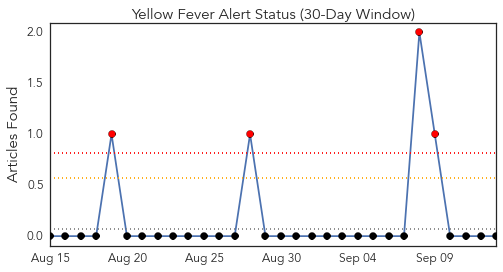 Yellow Fever Alert Status (30-Day Window)
Articles Found
2.0
1.5
1.0
0.5
0.0
Aug 15 Aug 20 Aug 25 Aug 30 Sep 04 Sep 09